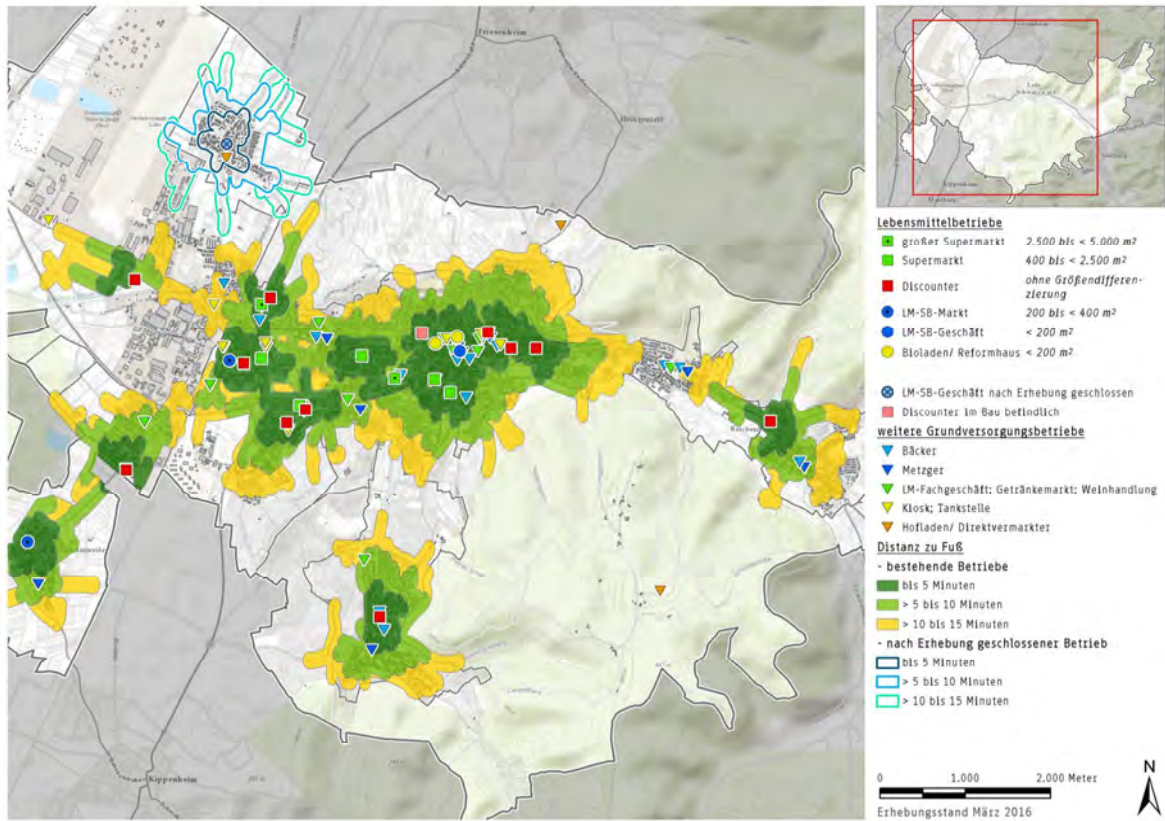 Friesenheim
Heiligenzell
Kippenheim
Kippenheim
Lebensmittelbetriebe
großer Supermarkt 2.500 bis < 5.000 m²
Supermarkt 400 bis < 2.500 m²
Discounter ohne Größendifferen-
zierung
LM-SB-Markt 200 bis < 400 m²
LM-SB-Geschäft < 200 m²
Bioladen/ Reformhaus < 200 m²
LM-SB-Geschäft nach Erhebung geschlossen
Discounter im Bau befindlich
weitere Grundversorgungsbetriebe
Bäcker
Metzger
LM-Fachgeschäft; Getränkemarkt; Weinhandlung
Kiosk; Tankstelle
Hofladen/ Direktvermarkter
Distanz zu Fuß
- bestehende Betriebe
bis 5 Minuten
> 5 bis 10 Minuten
> 10 bis 15 Minuten
- nach Erhebung geschlossener Betrieb
bis 5 Minuten
> 5 bis 10 Minuten
> 10 bis 15 Minuten
0 1.000 2.000 Meter
N
Erhebungsstand März 2016